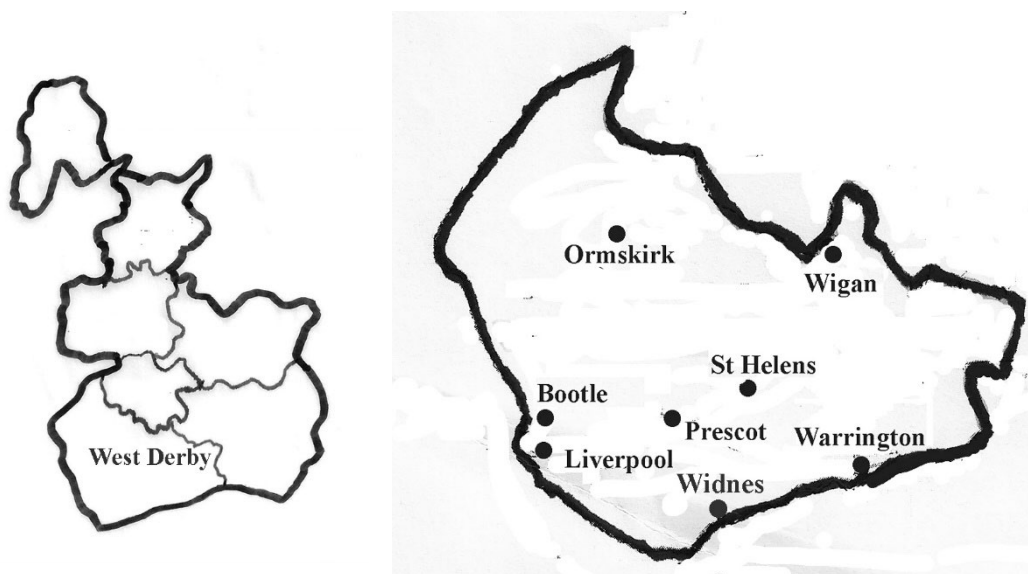 West Derby
Ormskirk
Wigan
St Helens
Bootle
Prescot
Warrington
Liverpool
Widnes